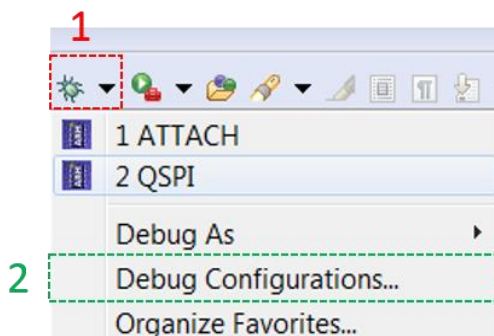 1
1 ATTACH
2 QSPI
Debug As
2
Debug Configurations...
Organize Favorites...